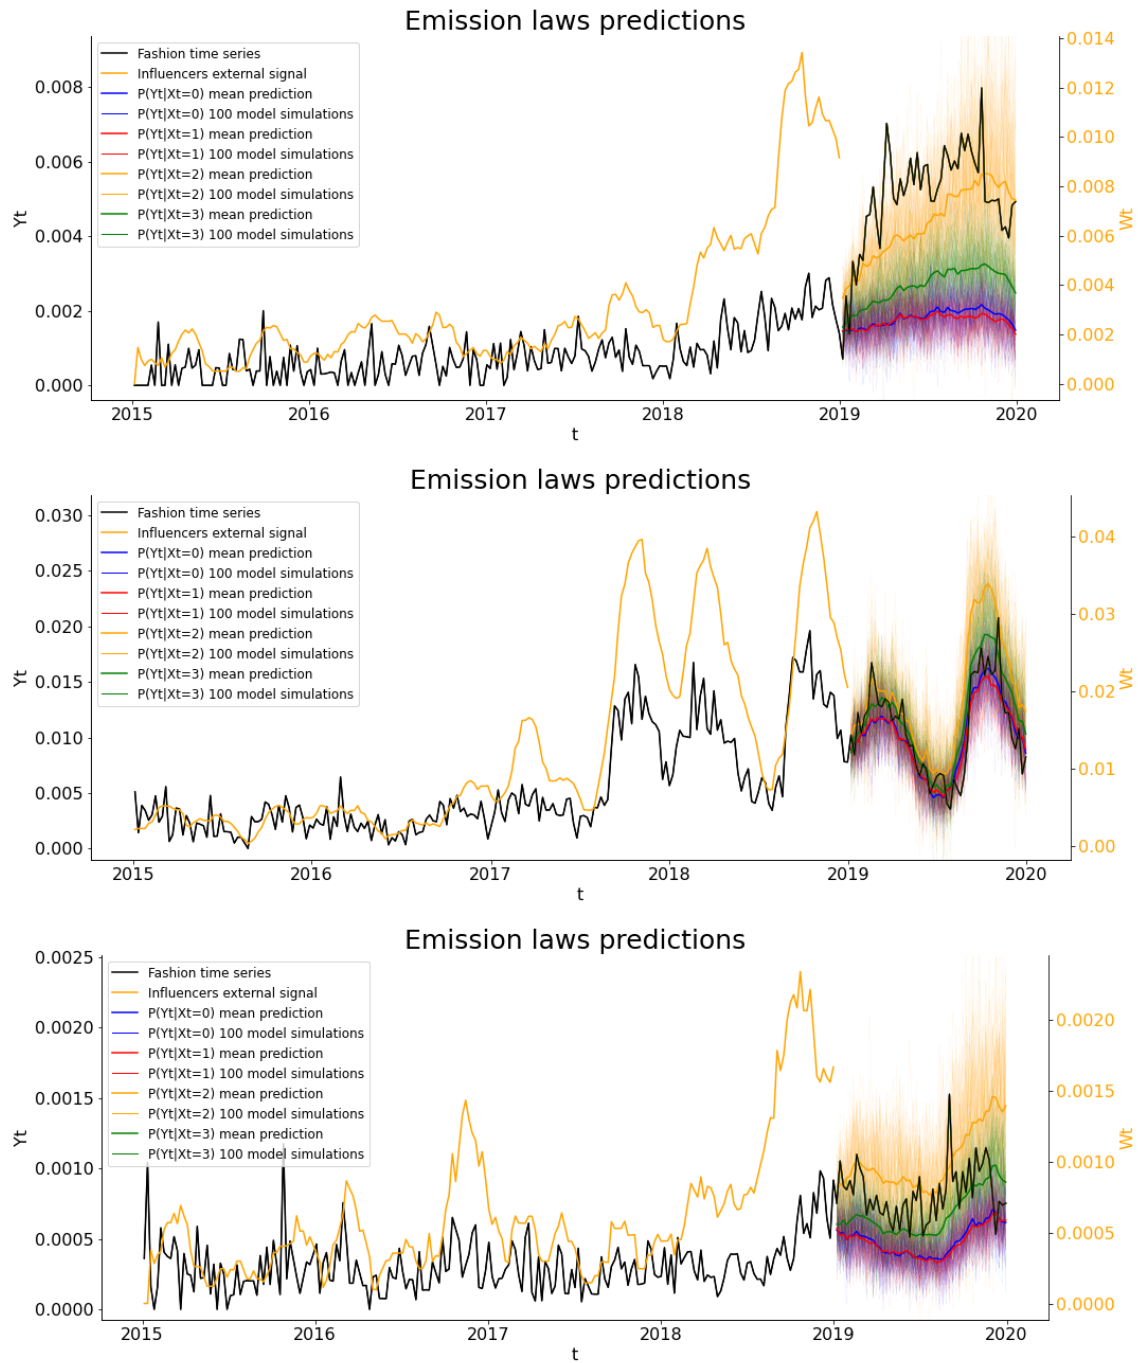 Emission laws predictions
Fashion time series
Influencers external signal
P(Yt|Xt=0) mean prediction
P(Yt|Xt=0) 100 model simulations
P(Yt|Xt=1) mean prediction
P(Yt|Xt=1) 100 model simulations
P(Yt|Xt=2) mean prediction
P(Yt|Xt=2) 100 model simulations
P(Yt|Xt=3) mean prediction
P(Yt|Xt=3) 100 model simulations
0.008
0.006
0.004
0.002
0.000
Yt
0.014
0.012
0.010
0.008
0.006
0.004
0.002
0.000
Wt
2015 2016 2017 2018 2019 2020
t
Emission laws predictions
Fashion time series
Influencers external signal
P(Yt|Xt=0) mean prediction
P(Yt|Xt=0) 100 model simulations
P(Yt|Xt=1) mean prediction
P(Yt|Xt=1) 100 model simulations
P(Yt|Xt=2) mean prediction
P(Yt|Xt=2) 100 model simulations
P(Yt|Xt=3) mean prediction
P(Yt|Xt=3) 100 model simulations
0.030
0.025
0.020
0.015
0.010
0.005
0.000
Yt
0.04
0.03
0.02
0.01
0.00
Wt
2015 2016 2017 2018 2019 2020
t
Emission laws predictions
Fashion time series
Influencers external signal
P(Yt|Xt=0) mean prediction
P(Yt|Xt=0) 100 model simulations
P(Yt|Xt=1) mean prediction
P(Yt|Xt=1) 100 model simulations
P(Yt|Xt=2) mean prediction
P(Yt|Xt=2) 100 model simulations
P(Yt|Xt=3) mean prediction
P(Yt|Xt=3) 100 model simulations
0.0025
0.0020
0.0015
0.0010
0.0005
0.0000
Yt
0.0020
0.0015
0.0010
0.0005
0.0000
Wt
2015 2016 2017 2018 2019 2020
t